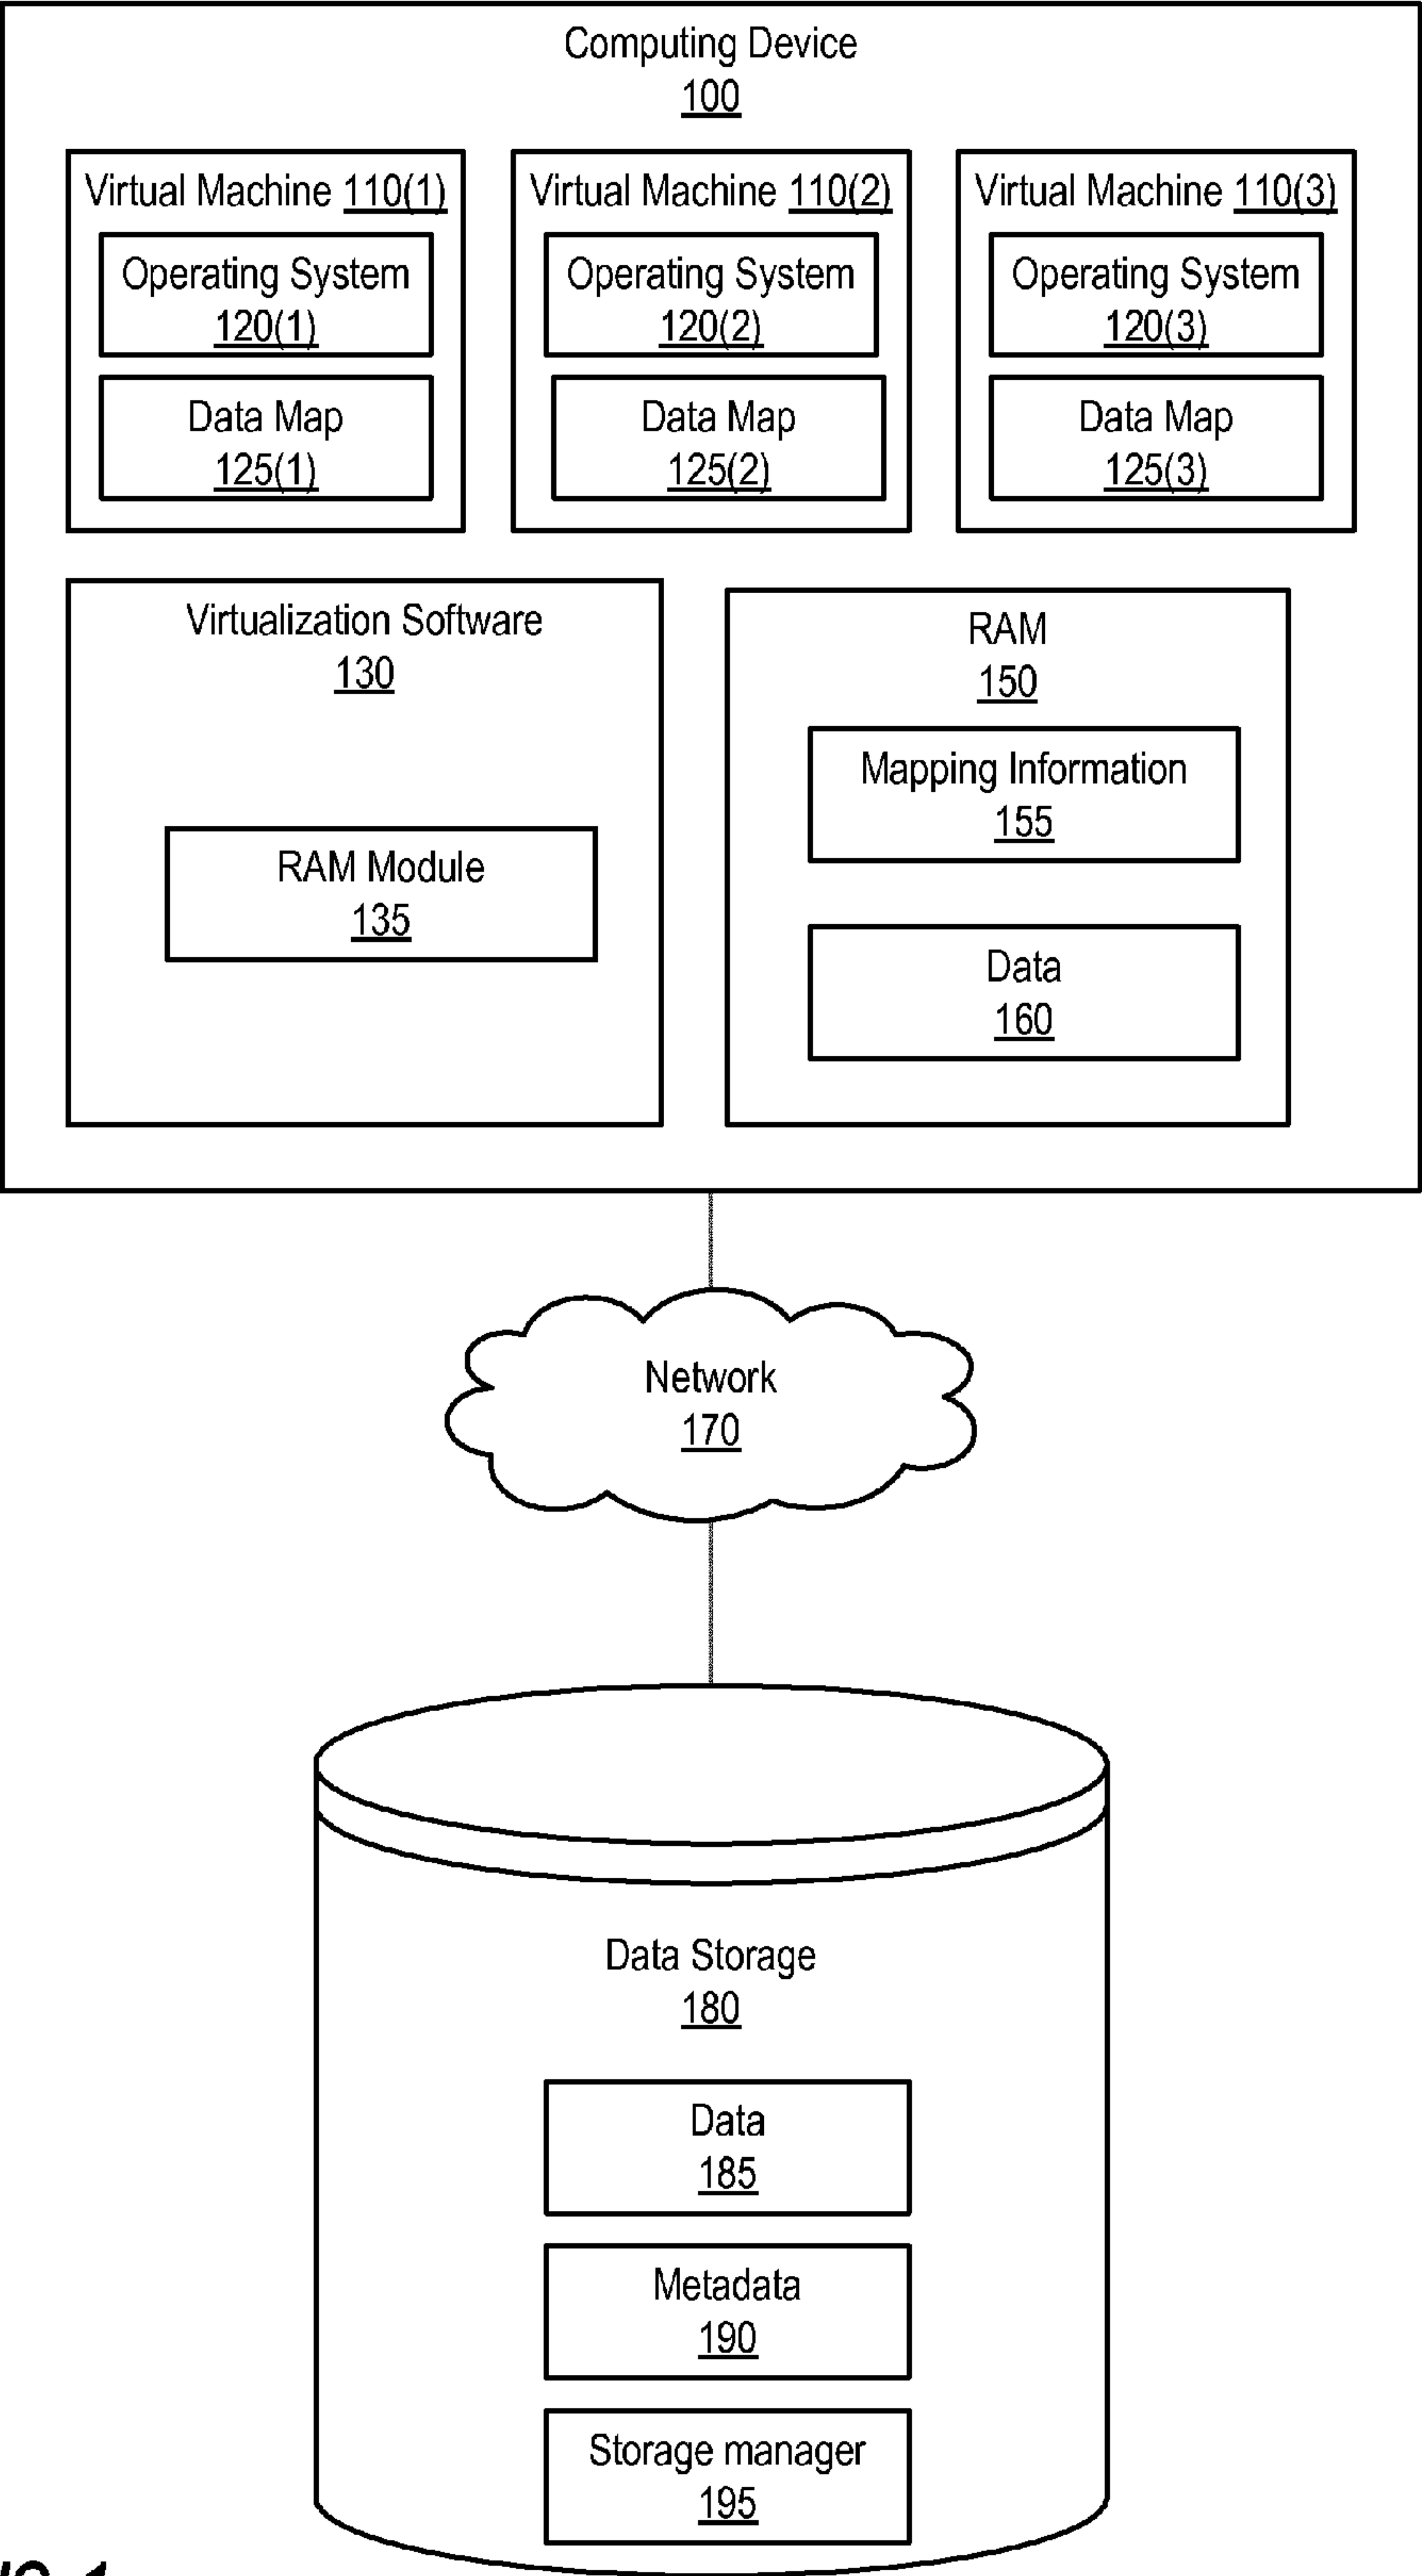 Computing Device
100
Virtual Machine 110(1)
Operating System
120(1)
Data Map
125(1)
Virtual Machine 110(2)
Operating System
120(2)
Data Map
125(2)
Virtual Machine 110(3)
Operating System
120(3)
Data Map
125(3)
Virtualization Software
130
RAM Module
135
RAM
150
Mapping Information
155
Data
160
Network
170
Data Storage
180
Data
185
Metadata
190
Storage manager
195